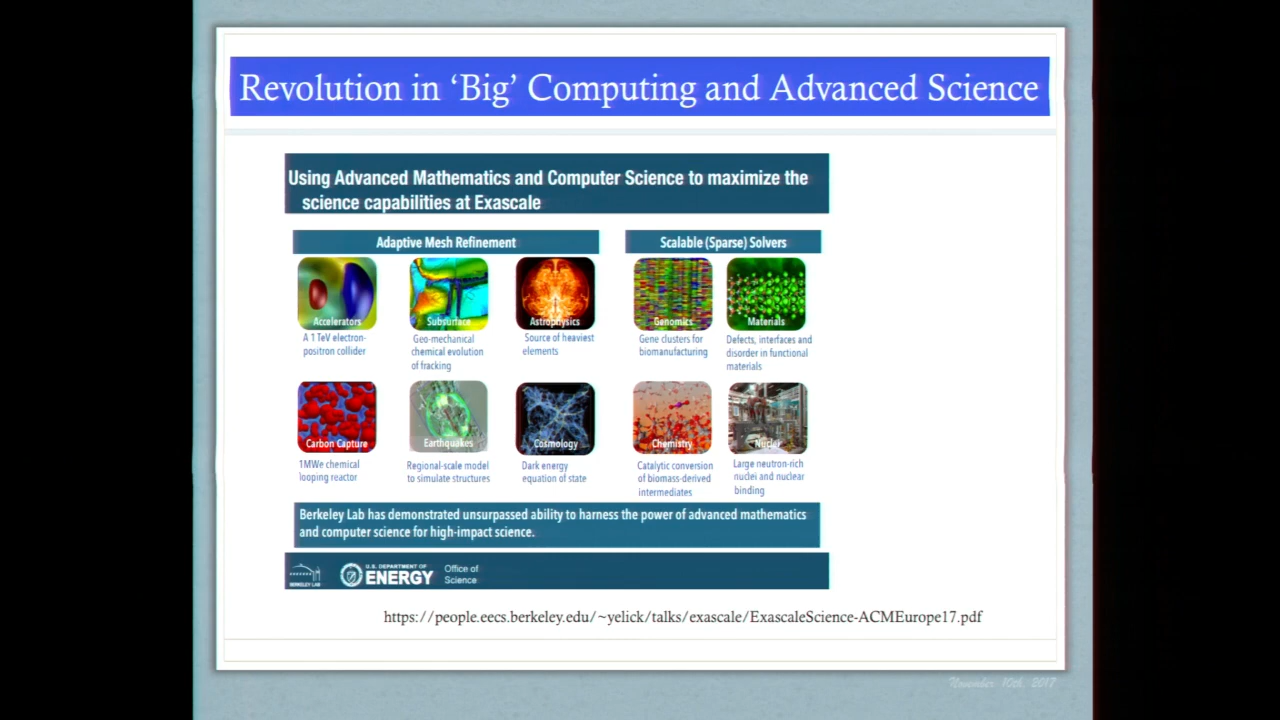 Revolution in ‘Big’ Computing and Advanced Science
Using Advanced Mathematics and Computer Science to maximize the
science capabilities at Exascale
Adaptive Mesh Refinement
Scalable (Sparse) Solvers
Accelerators
Subsurface
Astrophysics
Genomics
Materials
A 1 TeV electron-
positron collider
Geo-mechanical
chemical evolution
of fracking
Source of heaviest
elements
Gene clusters for
biomanufacturing
Defects, interfaces and
disorder in functional
materials
Carbon Capture
Earthquakes
Cosmology
Chemistry
Nuclei
1MWe chemical
looping reactor
Regional-scale model
to simulate structures
Dark energy
equation of state
Catalytic conversion
of biomass-derived
intermediates
Large neutron-rich
nuclei and nuclear
binding
Berkeley Lab has demonstrated unsurpassed ability to harness the power of advanced mathematics
and computer science for high-impact science.
BERKELEY LAB
U.S. DEPARTMENT OF
ENERGY
Office of
Science
https://people.eecs.berkeley.edu/~yelick/talks/exascale/ExascaleScience-ACMEurope17.pdf
November 10th, 2017